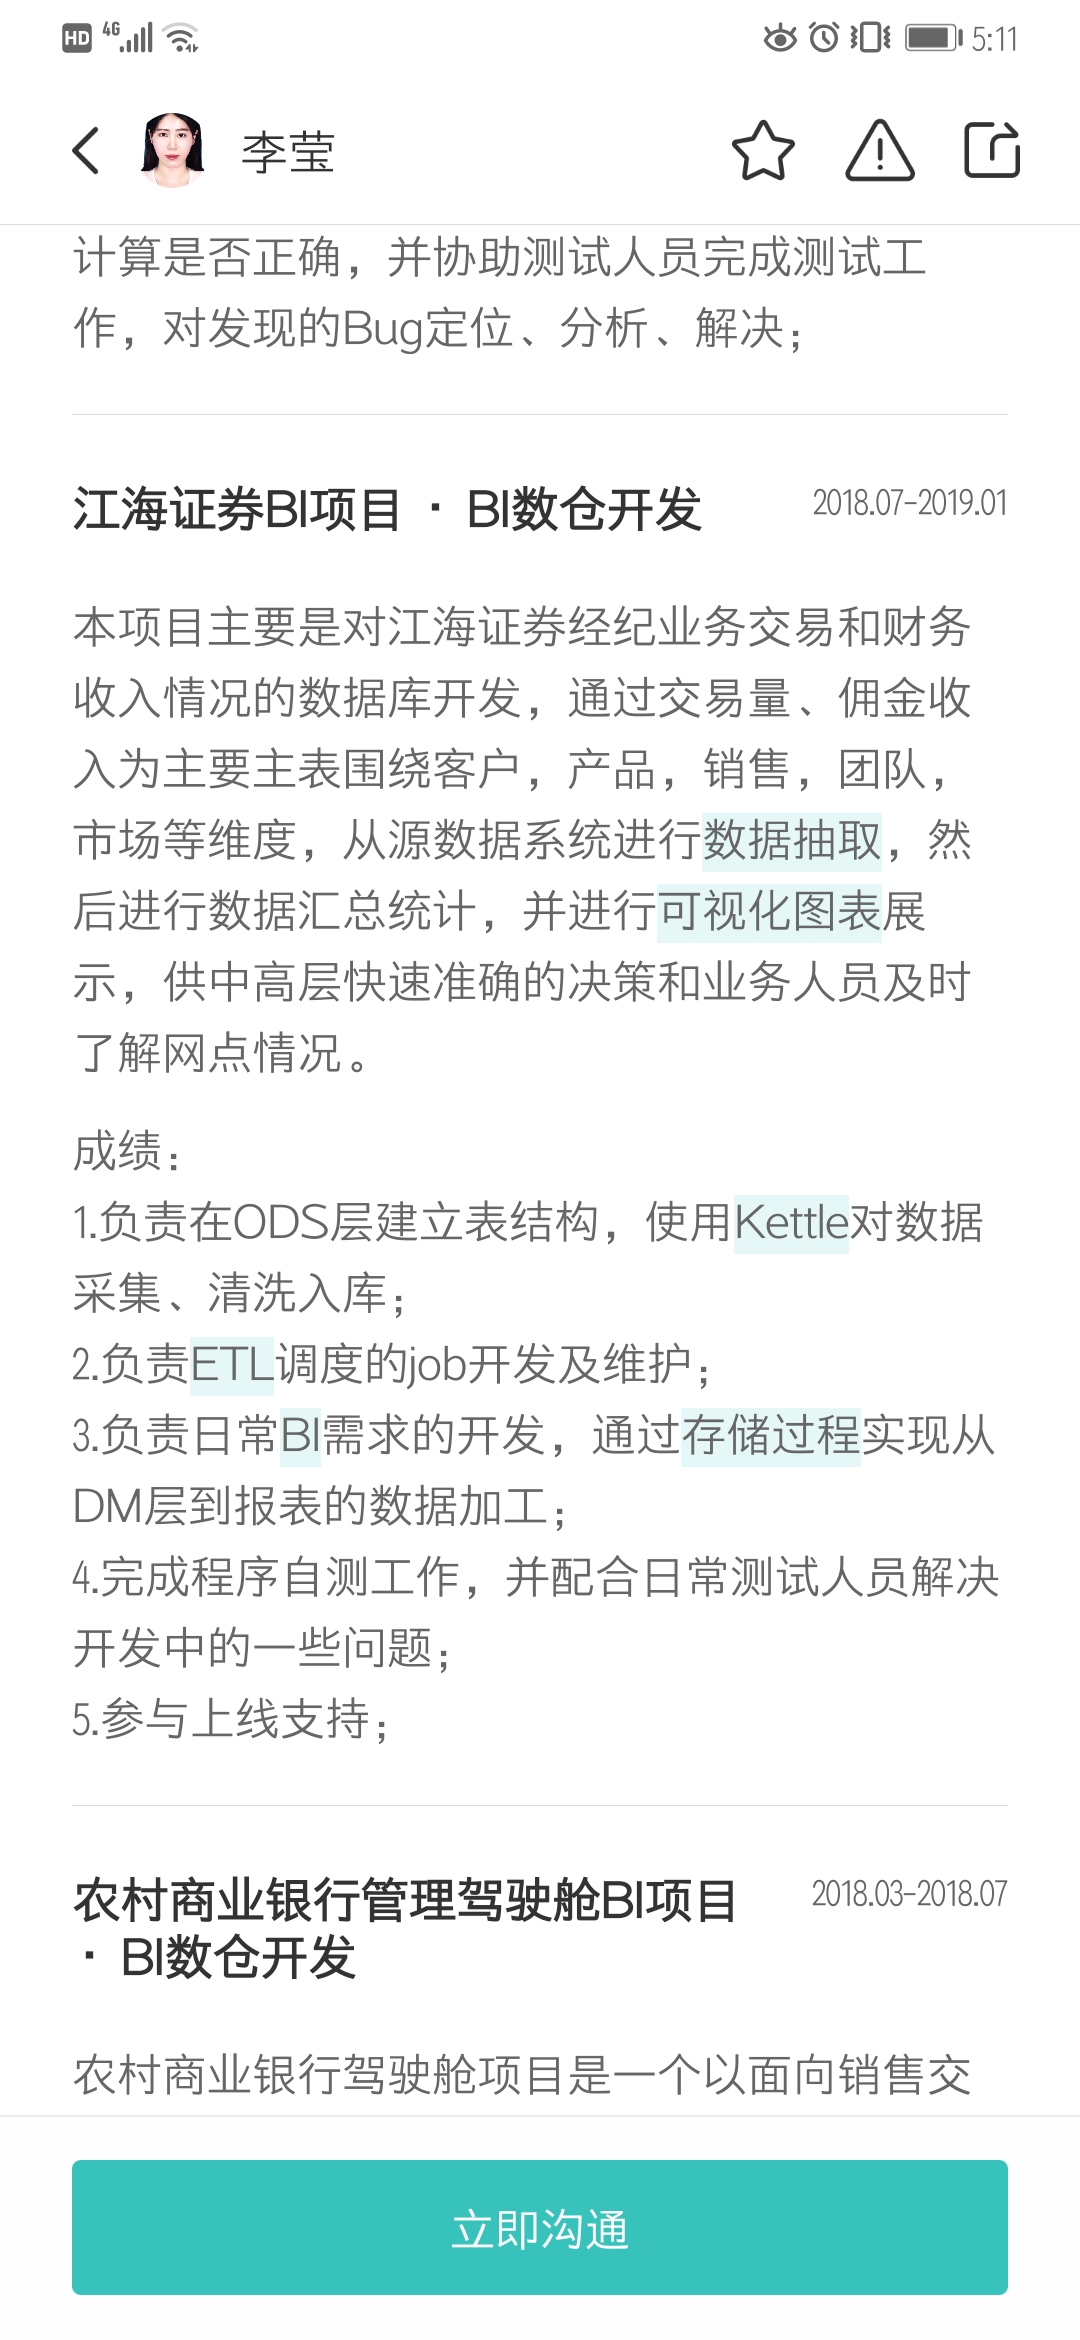 HD 4G 5:11
李莹
计算是否正确，并协助测试人员完成测试工
作，对发现的Bug定位、分析、解决；
江海证券BI项目 · BI数仓开发 2018.07-2019.01
本项目主要是对江海证券经纪业务交易和财务
收入情况的数据库开发，通过交易量、佣金收
入为主要主表围绕客户，产品，销售，团队，
市场等维度，从源数据系统进行数据抽取，然
后进行数据汇总统计，并进行可视化图表展
示，供中高层快速准确的决策和业务人员及时
了解网点情况。
成绩：
1.负责在ODS层建立表结构，使用Kettle对数据
采集、清洗入库；
2.负责ETL调度的job开发及维护；
3.负责日常BI需求的开发，通过存储过程实现从
DM层到报表的数据加工；
4.完成程序自测工作，并配合日常测试人员解决
开发中的一些问题；
5.参与上线支持；
农村商业银行管理驾驶舱BI项目 2018.03-2018.07
· BI数仓开发
农村商业银行驾驶舱项目是一个以面向销售交
立即沟通